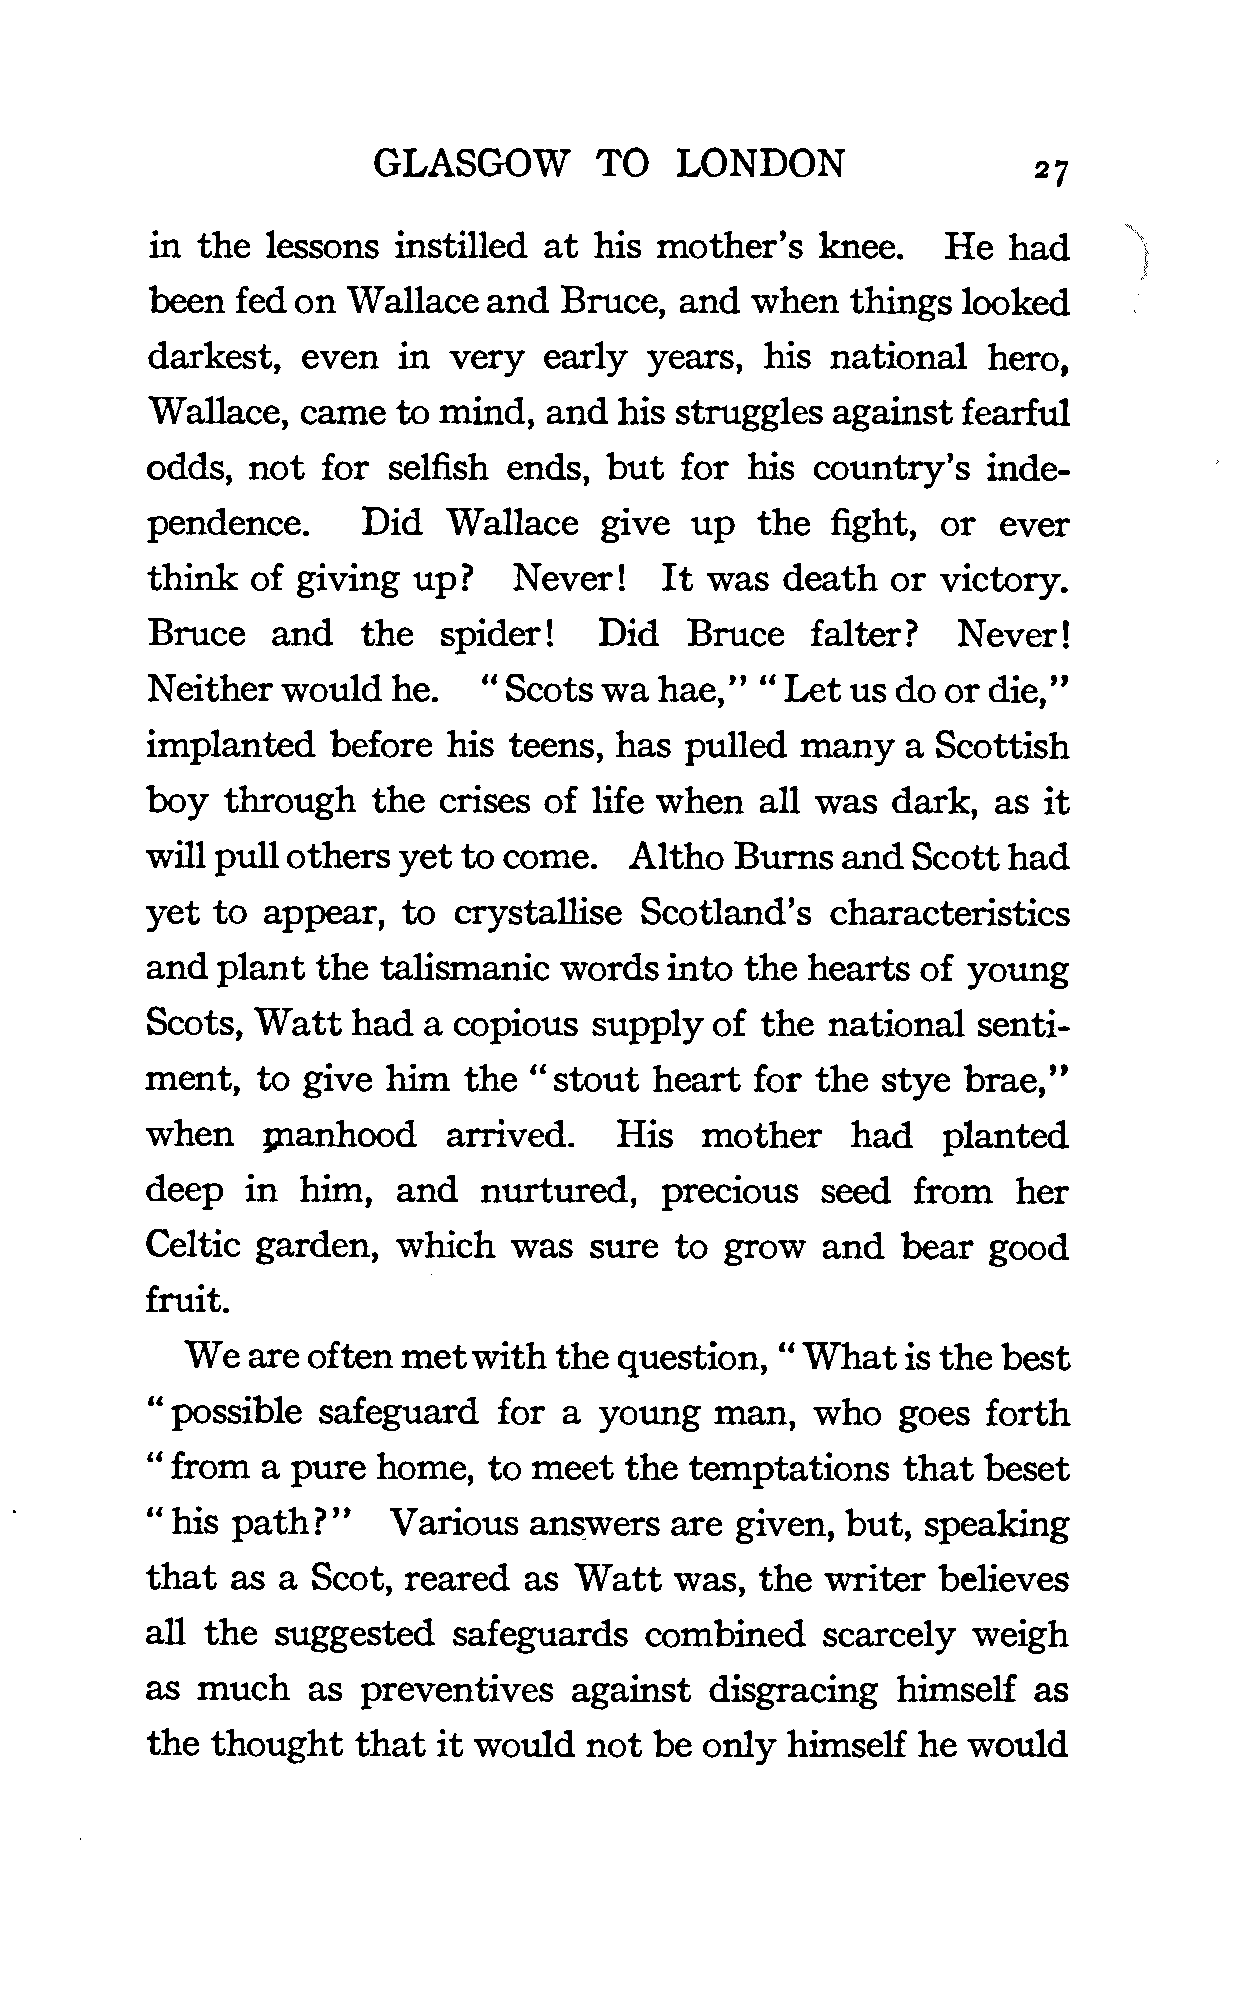 GLASGOW TO LONDON 27
in the lessons instilled at his mother's knee. He had
been fed on Wallace and Bruce, and when things looked
darkest, even in very early years, his national hero,
Wallace, came to mind, and his struggles against fearful
odds, not for selfish ends, but for his country's inde-
pendence. Did Wallace give up the fight, or ever
think of giving up? Never! It was death or victory.
Bruce and the spider! Did Bruce falter? Never!
Neither would he. "Scots wa hae," "Let us do or die,"
implanted before his teens, has pulled many a Scottish
boy through the crises of life when all was dark, as it
will pull others yet to come. Altho Burns and Scott had
yet to appear, to crystallise Scotland's characteristics
and plant the talismanic words into the hearts of young
Scots, Watt had a copious supply of the national senti-
ment, to give him the "stout heart for the stye brae,"
when manhood arrived. His mother had planted
deep in him, and nurtured, precious seed from her
Celtic garden, which was sure to grow and bear good
fruit.
We are often met with the question, "What is the best
"possible safeguard for a young man, who goes forth
"from a pure home, to meet the temptations that beset
"his path?" Various answers are given, but, speaking
that as a Scot, reared as Watt was, the writer believes
all the suggested safeguards combined scarcely weigh
as much as preventives against disgracing himself as
the thought that it would not be only himself he would